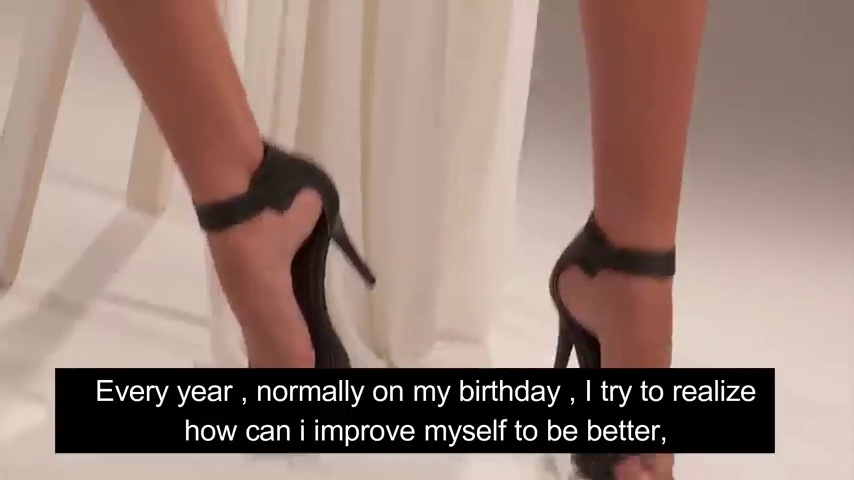 Every year , normally on my birthday , I try to realize
how can i improve myself to be better,